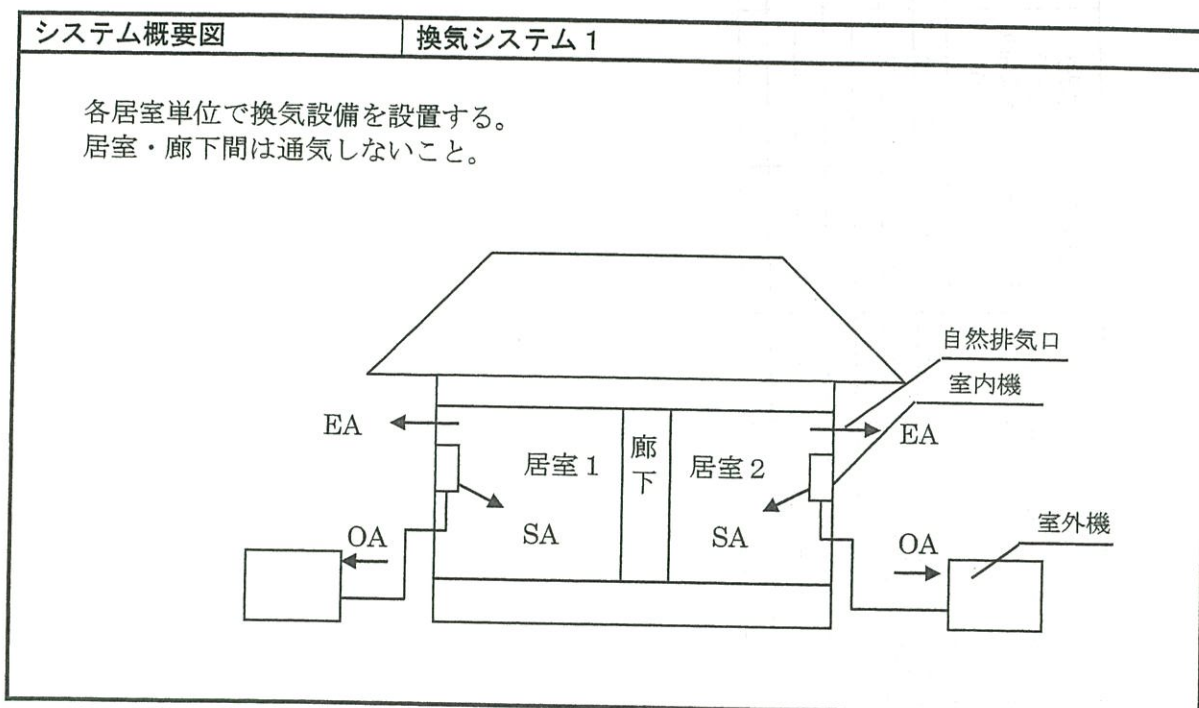 システム概要図
換気システム1
各居室単位で換気設備を設置する。
居室・廊下間は通気しないこと。
自然排気口
室内機
EA
EA
居室1
廊下
居室2
SA
SA
OA
OA
室外機